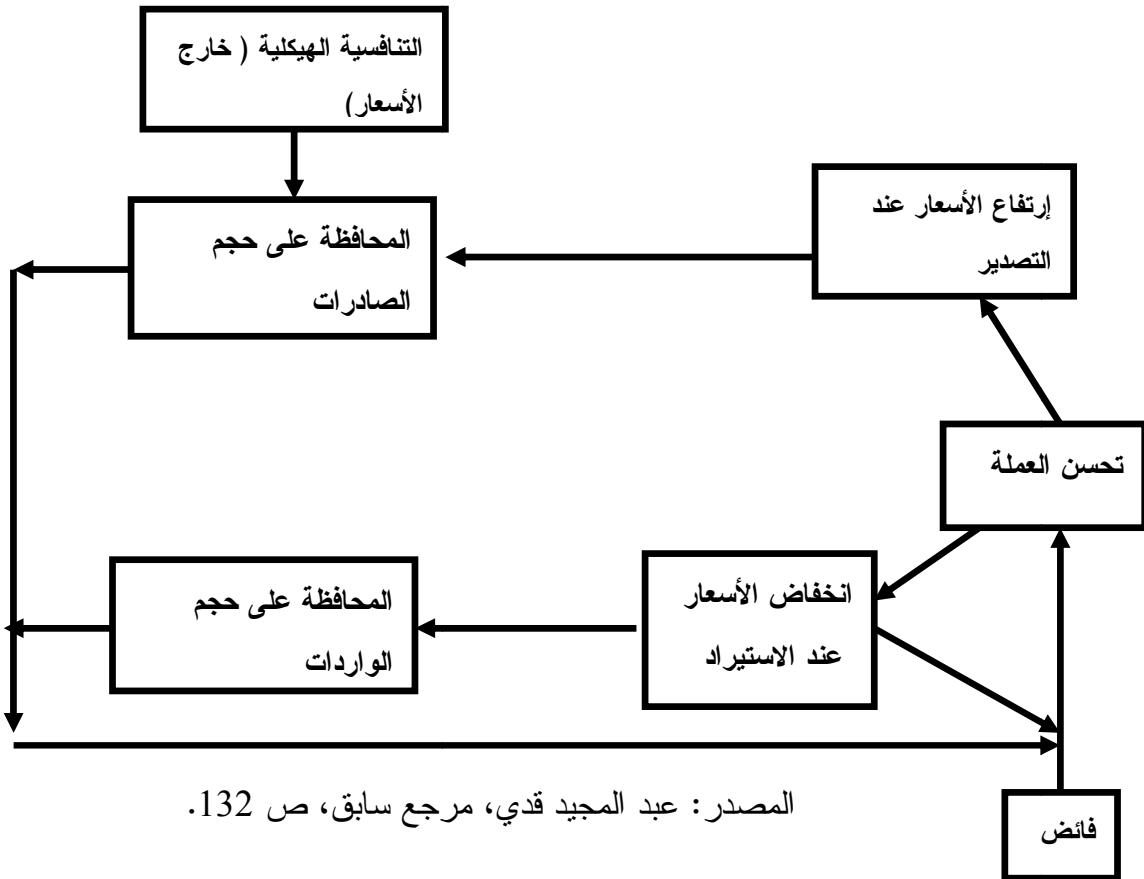 التنافسية الهيكلية ( خارج
الأسعار)
إرتفاع الأسعار عند
التصدير
المحافظة على حجم
الصادرات
تحسن العملة
انخفاض الأسعار
عند الاستيراد
المحافظة على حجم
الواردات
المصدر: عبد المجيد قدي، مرجع سابق، ص 132.
فائض